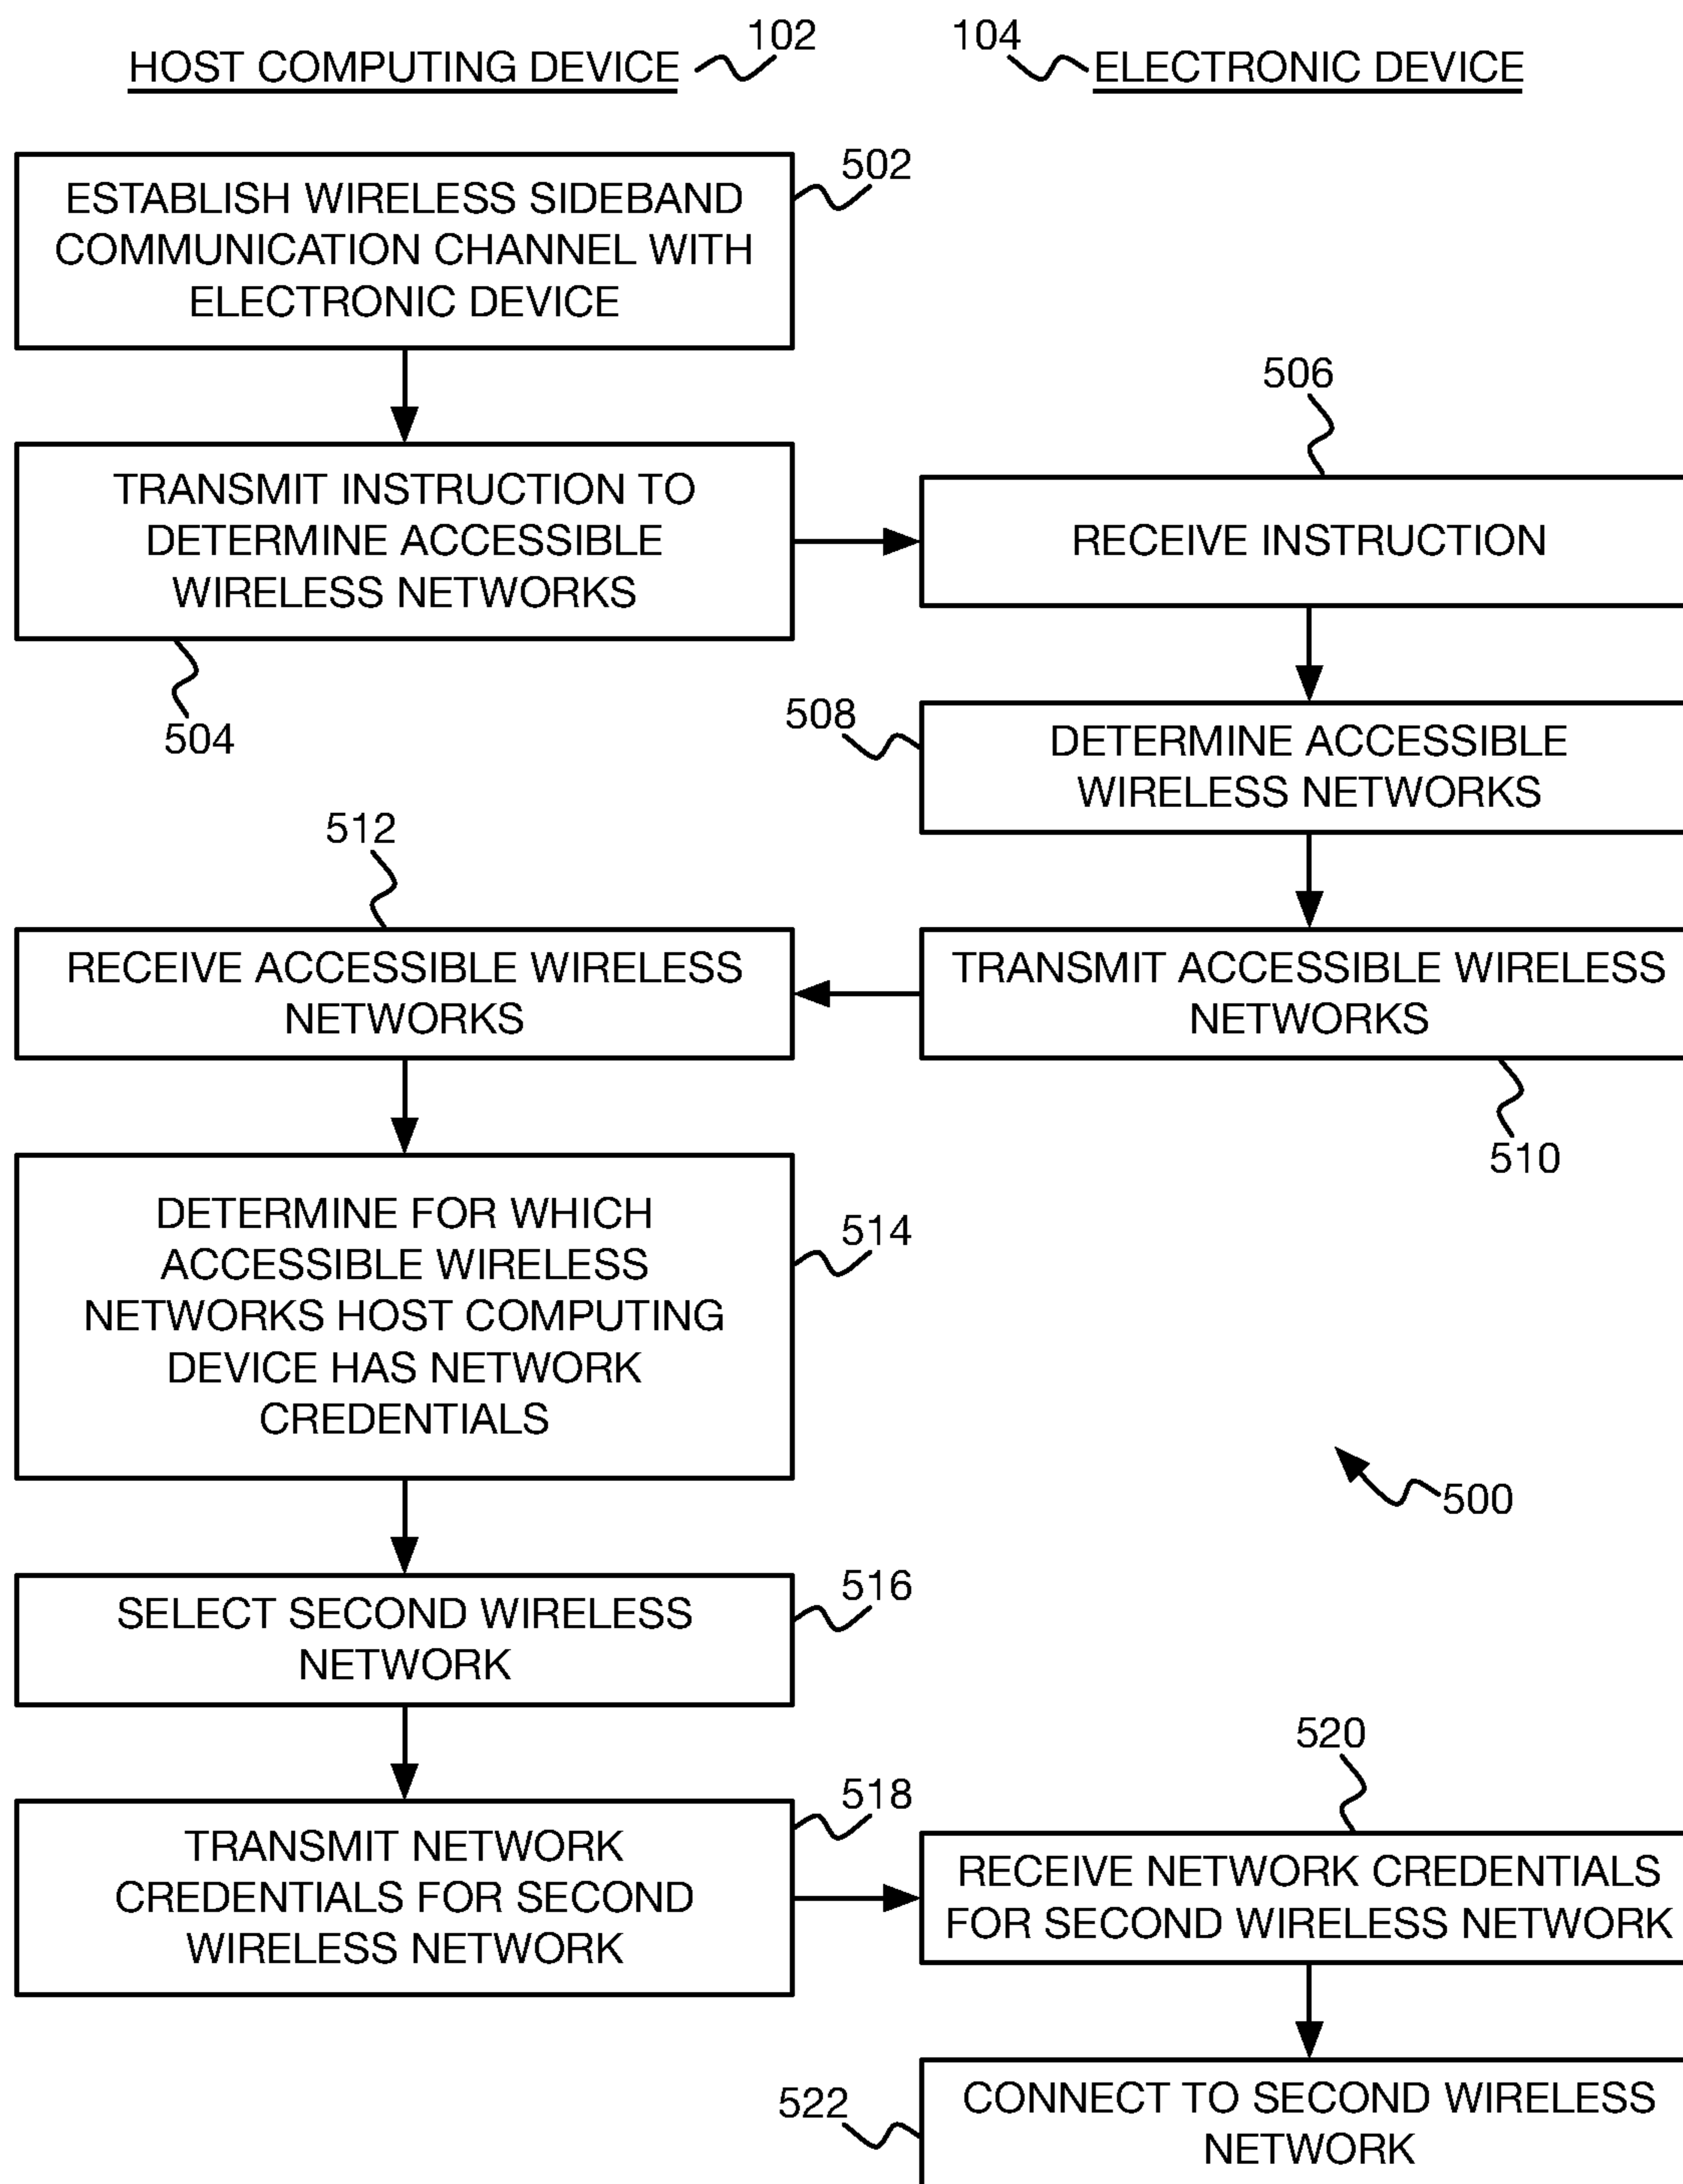 HOST COMPUTING DEVICE
102
104
ELECTRONIC DEVICE
ESTABLISH WIRELESS SIDEBAND
COMMUNICATION CHANNEL WITH
ELECTRONIC DEVICE
502
TRANSMIT INSTRUCTION TO
DETERMINE ACCESSIBLE
WIRELESS NETWORKS
504
506
RECEIVE INSTRUCTION
508
DETERMINE ACCESSIBLE
WIRELESS NETWORKS
TRANSMIT ACCESSIBLE WIRELESS
NETWORKS
510
512
RECEIVE ACCESSIBLE WIRELESS
NETWORKS
DETERMINE FOR WHICH
ACCESSIBLE WIRELESS
NETWORKS HOST COMPUTING
DEVICE HAS NETWORK
CREDENTIALS
514
500
SELECT SECOND WIRELESS
NETWORK
516
TRANSMIT NETWORK
CREDENTIALS FOR SECOND
WIRELESS NETWORK
518
520
RECEIVE NETWORK CREDENTIALS
FOR SECOND WIRELESS NETWORK
522
CONNECT TO SECOND WIRELESS
NETWORK